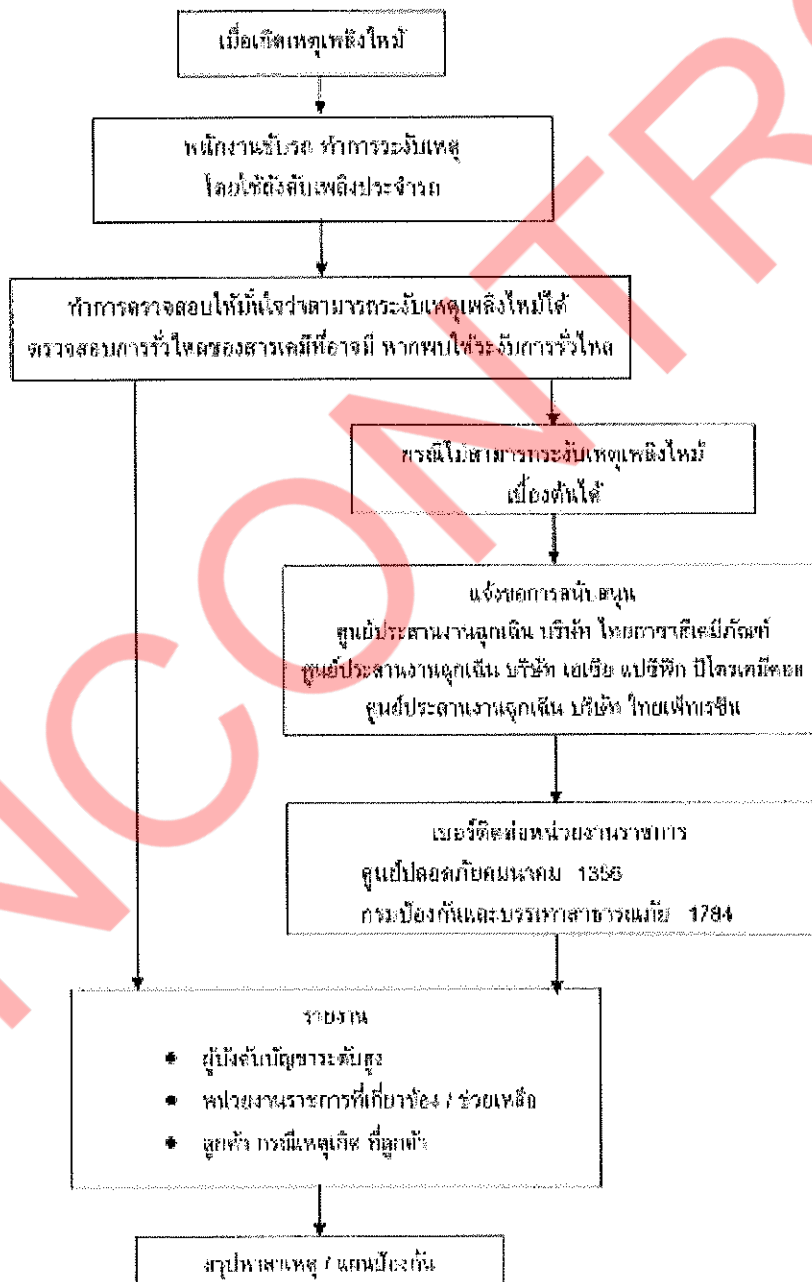 เมื่อเกิดเหตุเพลิงไหม้
พนักงานขับรถ ทำการระงับเหตุ
โดยใช้ถังดับเพลิงประจำรถ
ทำการตรวจสอบให้มั่นใจว่าสามารถระงับเหตุเพลิงไหม้ได้
ตรวจสอบการรั่วไหลของสารเคมีที่อาจมี หากพบให้ระงับการรั่วไหล
กรณีไม่สามารถระงับเหตุเพลิงไหม้
เบื้องต้นได้
แจ้งขอการสนับสนุน
ศูนย์ประสานงานฉุกเฉิน บริษัท ไทยอาซาฮีเคมีภัณฑ์
ศูนย์ประสานงานฉุกเฉิน บริษัท เอเชีย แปซิฟิก ปิโตรเคมีคอล
ศูนย์ประสานงานฉุกเฉิน บริษัท ไทยเพ็ทเรซิน
เบอร์ติดต่อหน่วยงานราชการ
ศูนย์ปลอดภัยคมนาคม 1356
กรมป้องกันและบรรเทาสาธารณภัย 1784
รายงาน
• ผู้บังคับบัญชาระดับสูง
• หน่วยงานราชการที่เกี่ยวข้อง / ช่วยเหลือ
• ลูกค้า กรณีเหตุเกิด ที่ลูกค้า
สรุปหาสาเหตุ / แผนป้องกัน